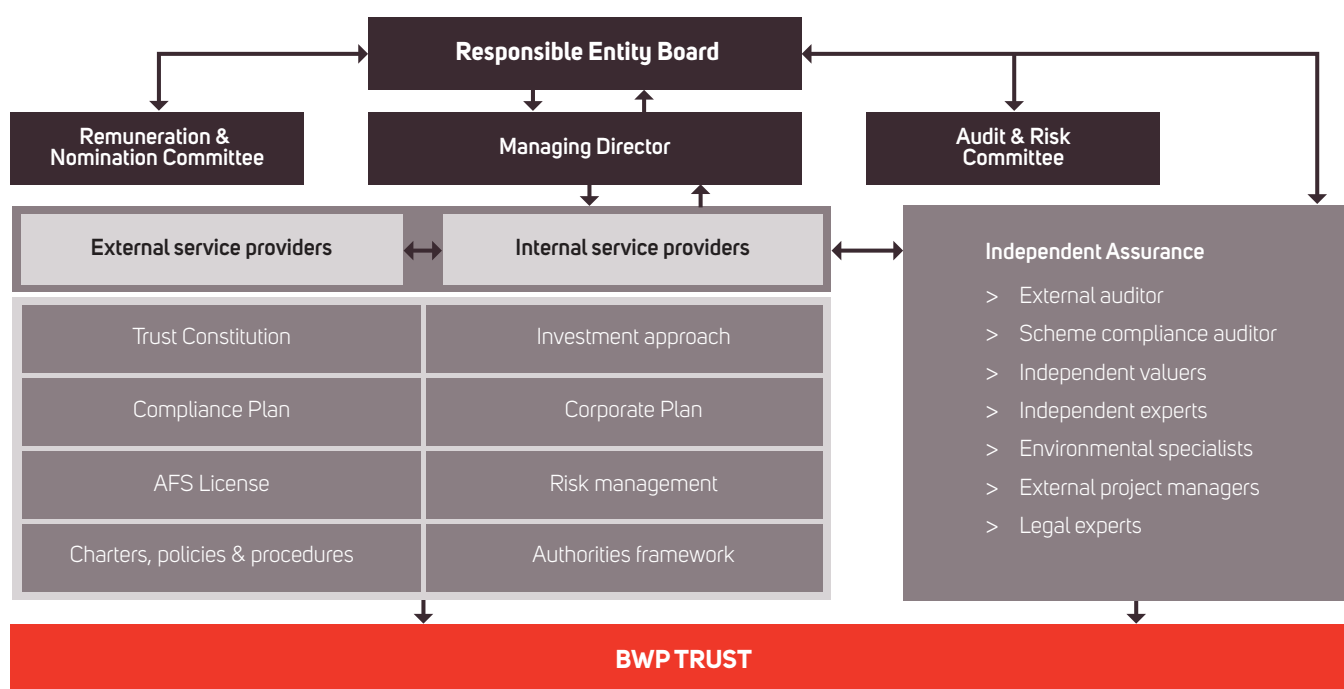 Responsible Entity Board
Remuneration &
Nomination Committee
Managing Director
Audit & Risk
Committee
External service providers
Internal service providers
Trust Constitution
Investment approach
Compliance Plan
Corporate Plan
AFS License
Risk management
Charters, policies & procedures
Authorities framework
Independent Assurance
> External auditor
> Scheme compliance auditor
> Independent valuers
> Independent experts
> Environmental specialists
> External project managers
> Legal experts
BWP TRUST